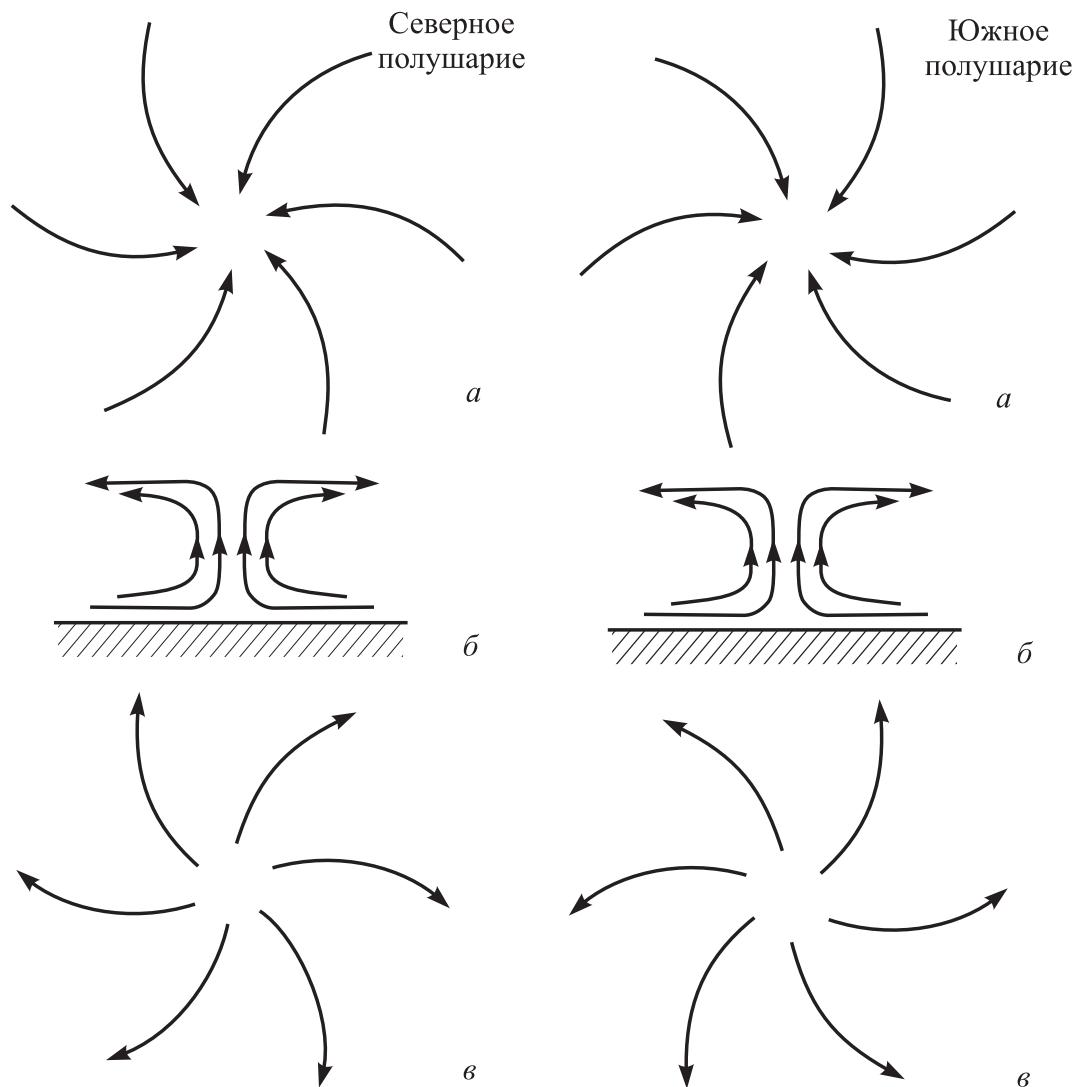 Северное
полушарие
Южное
полушарие
а
а
б
б
в
в